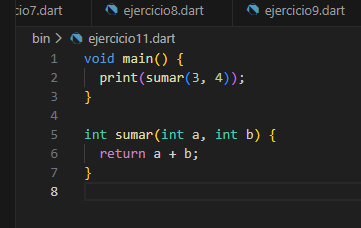 cio7.dart ejercicio8.dart ejercicio9.dart
bin > ejercicio11.dart
1 void main() {
2   print(sumar(3, 4));
3 }
4
5 int sumar(int a, int b) {
6   return a + b;
7 }
8